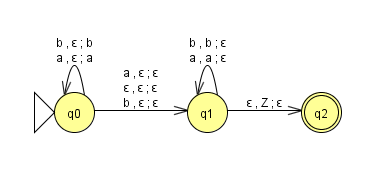 b , ε ; b
a , ε ; a
b , b ; ε
a , a ; ε
a , ε ; ε
ε, ε ; ε
b , ε ; ε
ε , Z ; ε
q0
q1
q2